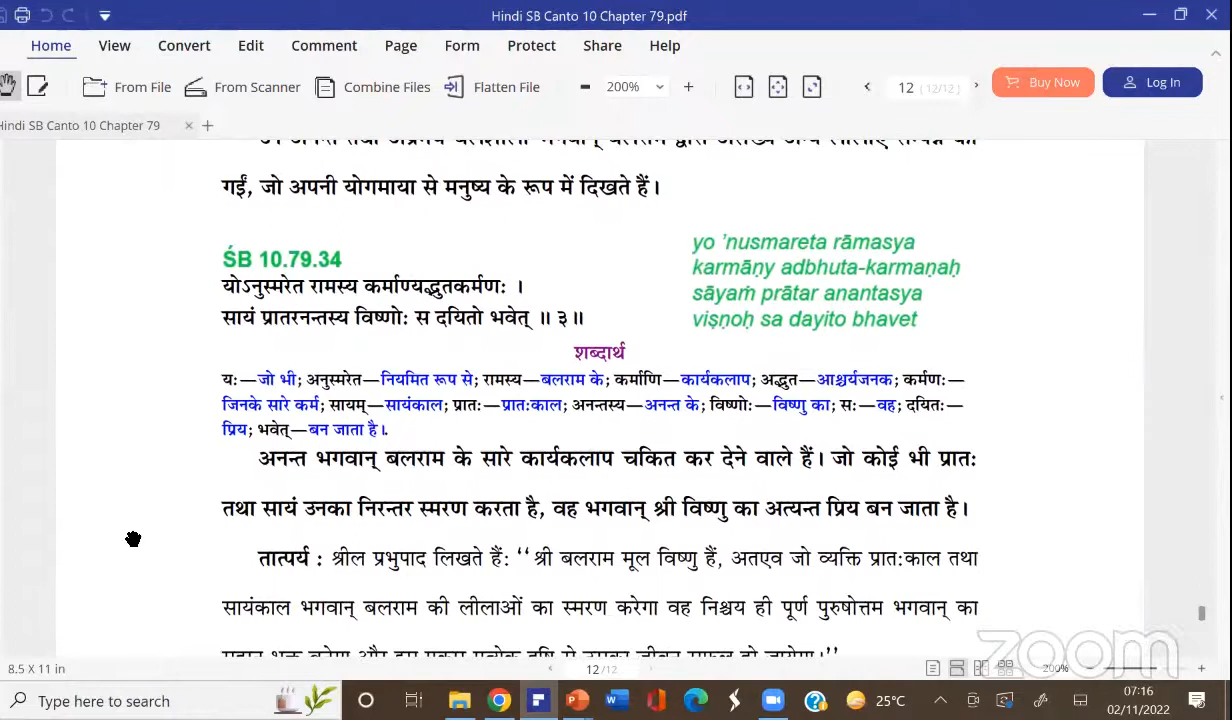 Hindi SB Canto 10 Chapter 79.pdf
Home View Convert Edit Comment Page Form Protect Share Help
From File From Scanner Combine Files Flatten File 200% 12 (12/12) Buy Now Log In
Hindi SB Canto 10 Chapter 79
गईं, जो अपनी योगमाया से मनुष्य के रूप में दिखते हैं।
ŚB 10.79.34
योऽनुस्मरेत रामस्य कर्माण्यद्भुतकर्मणः ।
सायं प्रातरनन्तस्य विष्णोः स दयितो भवेत् ॥ ३॥
yo ’nusmareta rāmasya
karmāṇy adbhuta-karmaṇaḥ
sāyaṁ prātar anantasya
viṣṇoḥ sa dayito bhavet
शब्दार्थ
यः—जो भी; अनुस्मरेत—नियमित रूप से; रामस्य—बलराम के; कर्माणि—कार्यकलाप; अद्भुत—आश्चर्यजनक; कर्मणः—
जिनके सारे कर्म; सायम्—सायंकाल; प्रातः—प्रातःकाल; अनन्तस्य—अनन्त के; विष्णोः—विष्णु का; सः—वह; दयितः—
प्रिय; भवेत्—बन जाता है।.
अनन्त भगवान् बलराम के सारे कार्यकलाप चकित कर देने वाले हैं। जो कोई भी प्रातः
तथा सायं उनका निरन्तर स्मरण करता है, वह भगवान् श्री विष्णु का अत्यन्त प्रिय बन जाता है।
तात्पर्य : श्रील प्रभुपाद लिखते हैं: ‘‘श्री बलराम मूल विष्णु हैं, अतएव जो व्यक्ति प्रातःकाल तथा
सायंकाल भगवान् बलराम की लीलाओं का स्मरण करेगा वह निश्चय ही पूर्ण पुरुषोत्तम भगवान् का
zoom
8.5 X 11 in 12/12 200%
Type here to search 25°C 07:16
02/11/2022